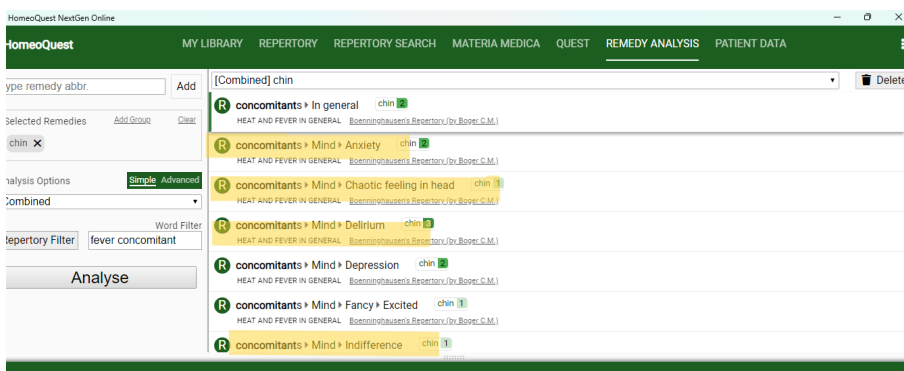 HomeoQuest NextGen Online
HomeoQuest MY LIBRARY REPERTORY REPERTORY SEARCH MATERIA MEDICA QUEST REMEDY ANALYSIS PATIENT DATA
ype remedy abbr. Add
Selected Remedies Add Group Clear
chin ✕
nalysis Options Simple Advanced
Combined
Word Filter
Repertory Filter fever concomitant
Analyse
[Combined] chin Delete
R concomitants ▸ In general chin 2
HEAT AND FEVER IN GENERAL Boenninghausen's Repertory (by Boger C.M.)
R concomitants ▸ Mind ▸ Anxiety chin 2
HEAT AND FEVER IN GENERAL Boenninghausen's Repertory (by Boger C.M.)
R concomitants ▸ Mind ▸ Chaotic feeling in head chin 1
HEAT AND FEVER IN GENERAL Boenninghausen's Repertory (by Boger C.M.)
R concomitants ▸ Mind ▸ Delirium chin 3
HEAT AND FEVER IN GENERAL Boenninghausen's Repertory (by Boger C.M.)
R concomitants ▸ Mind ▸ Depression chin 2
HEAT AND FEVER IN GENERAL Boenninghausen's Repertory (by Boger C.M.)
R concomitants ▸ Mind ▸ Fancy ▸ Excited chin 1
HEAT AND FEVER IN GENERAL Boenninghausen's Repertory (by Boger C.M.)
R concomitants ▸ Mind ▸ Indifference chin 1